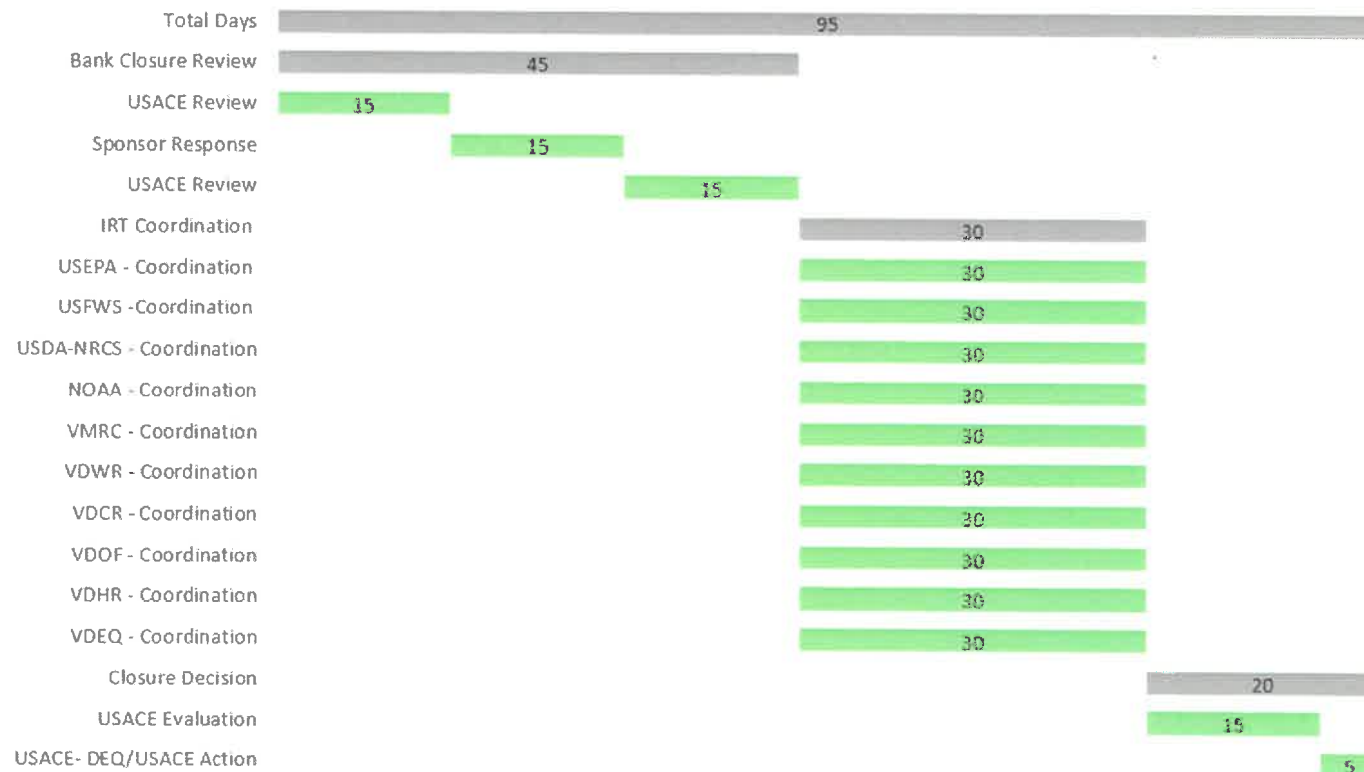 Total Days 95
Bank Closure Review 45
USACE Review 15
Sponsor Response 15
USACE Review 15
IRT Coordination 30
USEPA - Coordination 30
USFWS -Coordination 30
USDA-NRCS - Coordination 30
NOAA - Coordination 30
VMRC - Coordination 30
VDWR - Coordination 30
VDCR - Coordination 30
VDOF - Coordination 30
VDHR - Coordination 30
VDEQ - Coordination 30
Closure Decision 20
USACE Evaluation 15
USACE- DEQ/USACE Action 5